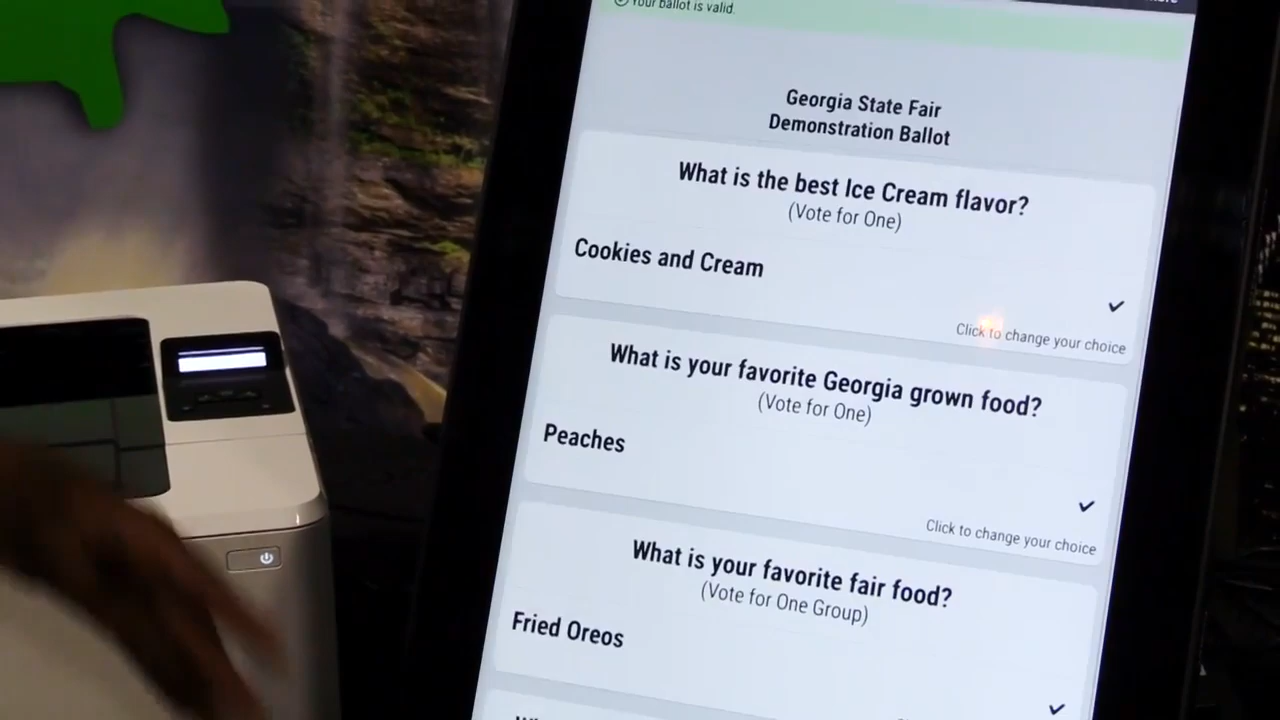 Your ballot is valid.
Georgia State Fair
Demonstration Ballot
What is the best Ice Cream flavor?
(Vote for One)
Cookies and Cream
Click to change your choice
What is your favorite Georgia grown food?
(Vote for One)
Peaches
Click to change your choice
What is your favorite fair food?
(Vote for One Group)
Fried Oreos